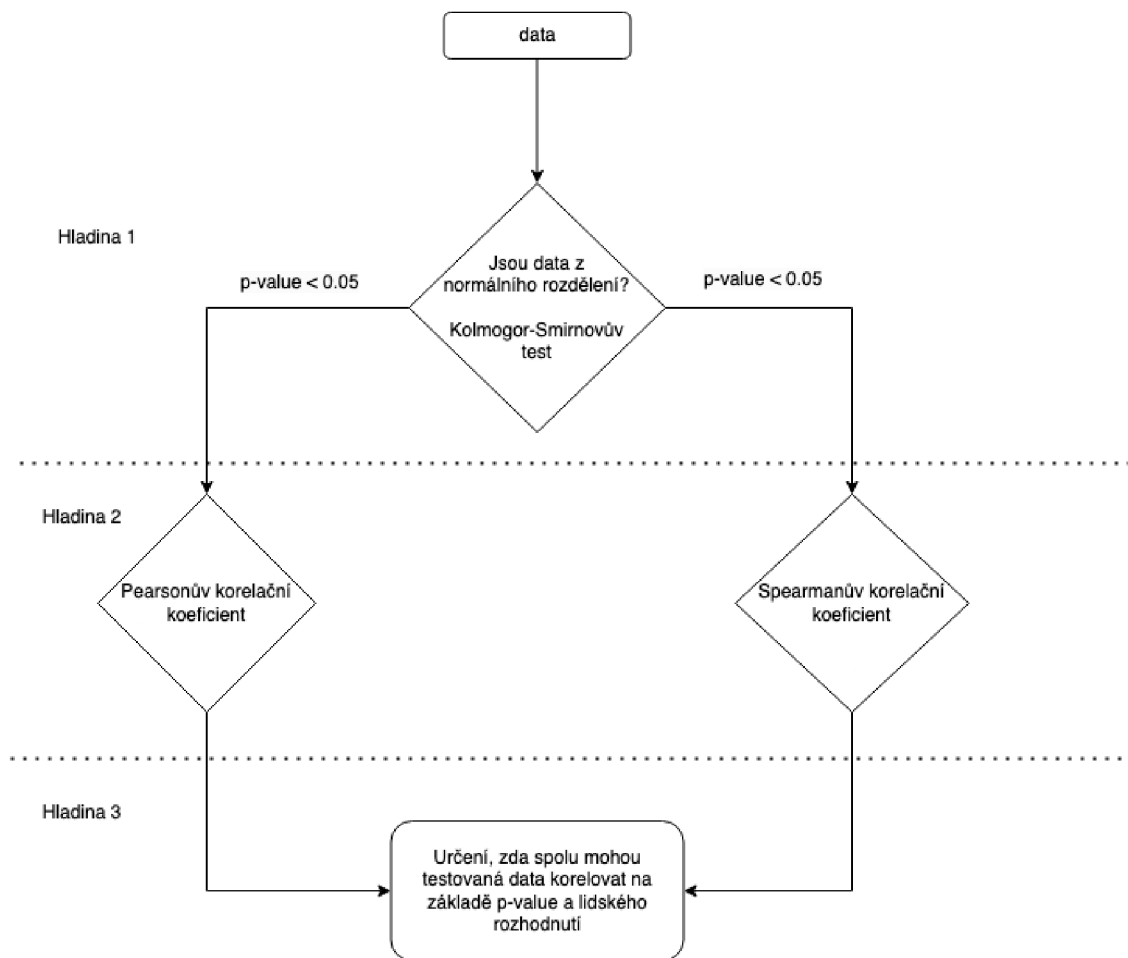 data
Hladina 1
p-value < 0.05
Jsou data z
normálního rozdělení?
Kolmogor-Smirnovův
test
p-value < 0.05
Hladina 2
Pearsonův korelační
koeficient
Spearmanův korelační
koeficient
Hladina 3
Určení, zda spolu mohou
testovaná data korelovat na
základě p-value a lidského
rozhodnutí